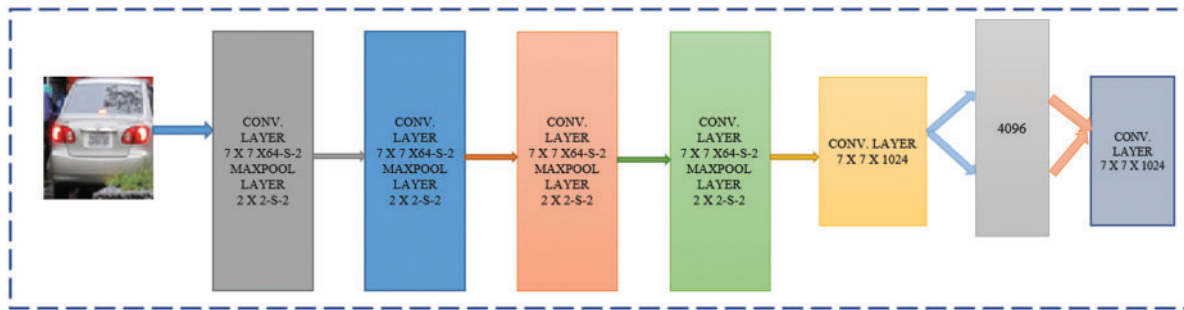 CONV.
LAYER
7 X 7 X64-S-2
MAXPOOL
LAYER
2 X 2-S-2
CONV.
LAYER
7 X 7 X64-S-2
MAXPOOL
LAYER
2 X 2-S-2
CONV.
LAYER
7 X 7 X64-S-2
MAXPOOL
LAYER
2 X 2-S-2
CONV.
LAYER
7 X 7 X64-S-2
MAXPOOL
LAYER
2 X 2-S-2
CONV. LAYER
7 X 7 X 1024
4096
CONV.
LAYER
7 X 7 X 1024